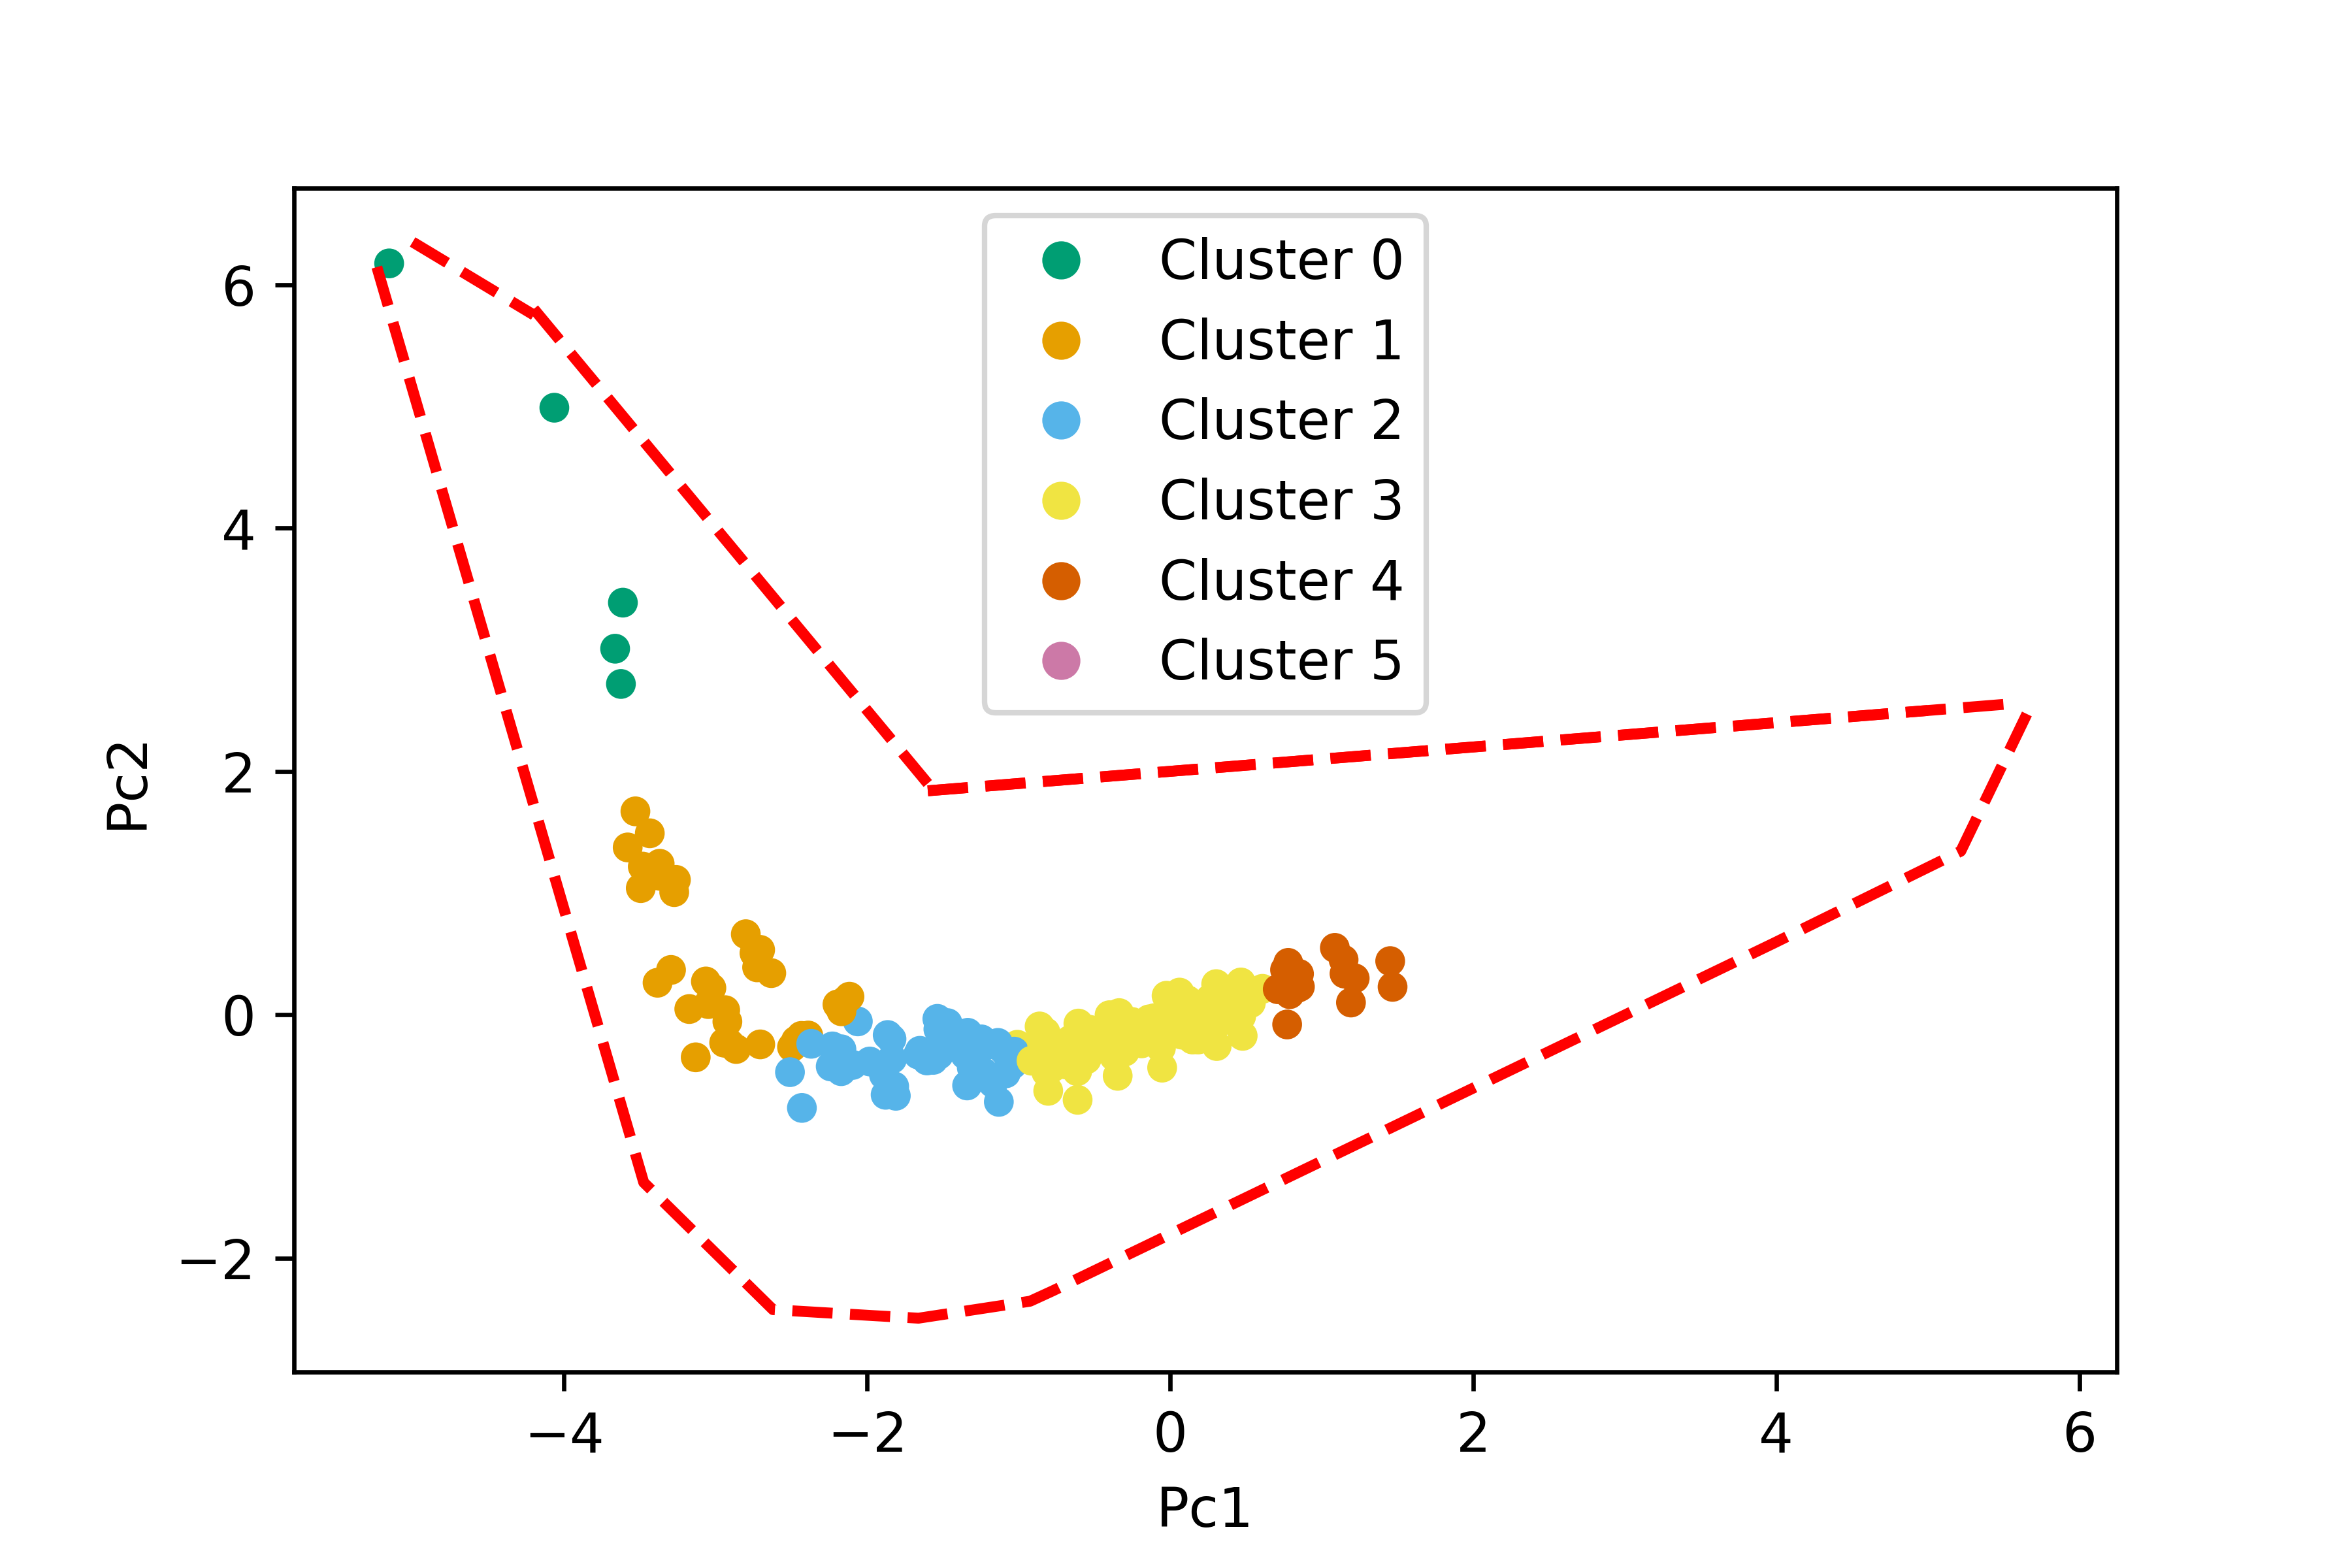 Cluster 0
Cluster 1
Cluster 2
Cluster 3
Cluster 4
Cluster 5
6
4
2
0
−2
Pc2
−4 −2 0 2 4 6
Pc1